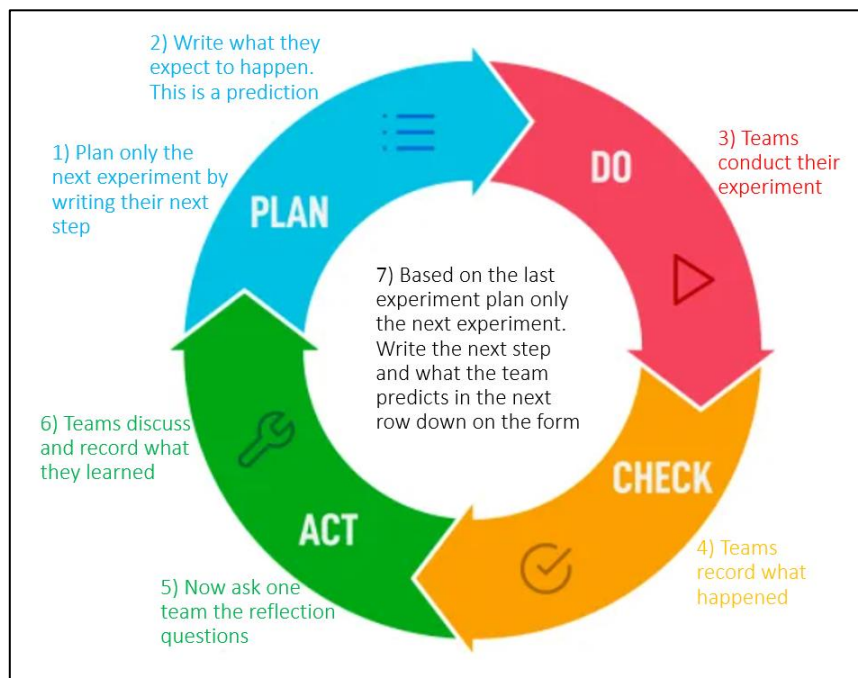 2) Write what they
expect to happen.
This is a prediction
1) Plan only the
next experiment by
writing their next
step
PLAN
DO
3) Teams
conduct their
experiment
7) Based on the last
experiment plan only
the next experiment.
Write the next step
and what the team
predicts in the next
row down on the form
6) Teams discuss
and record what
they learned
CHECK
ACT
4) Teams
record what
happened
5) Now ask one
team the reflection
questions